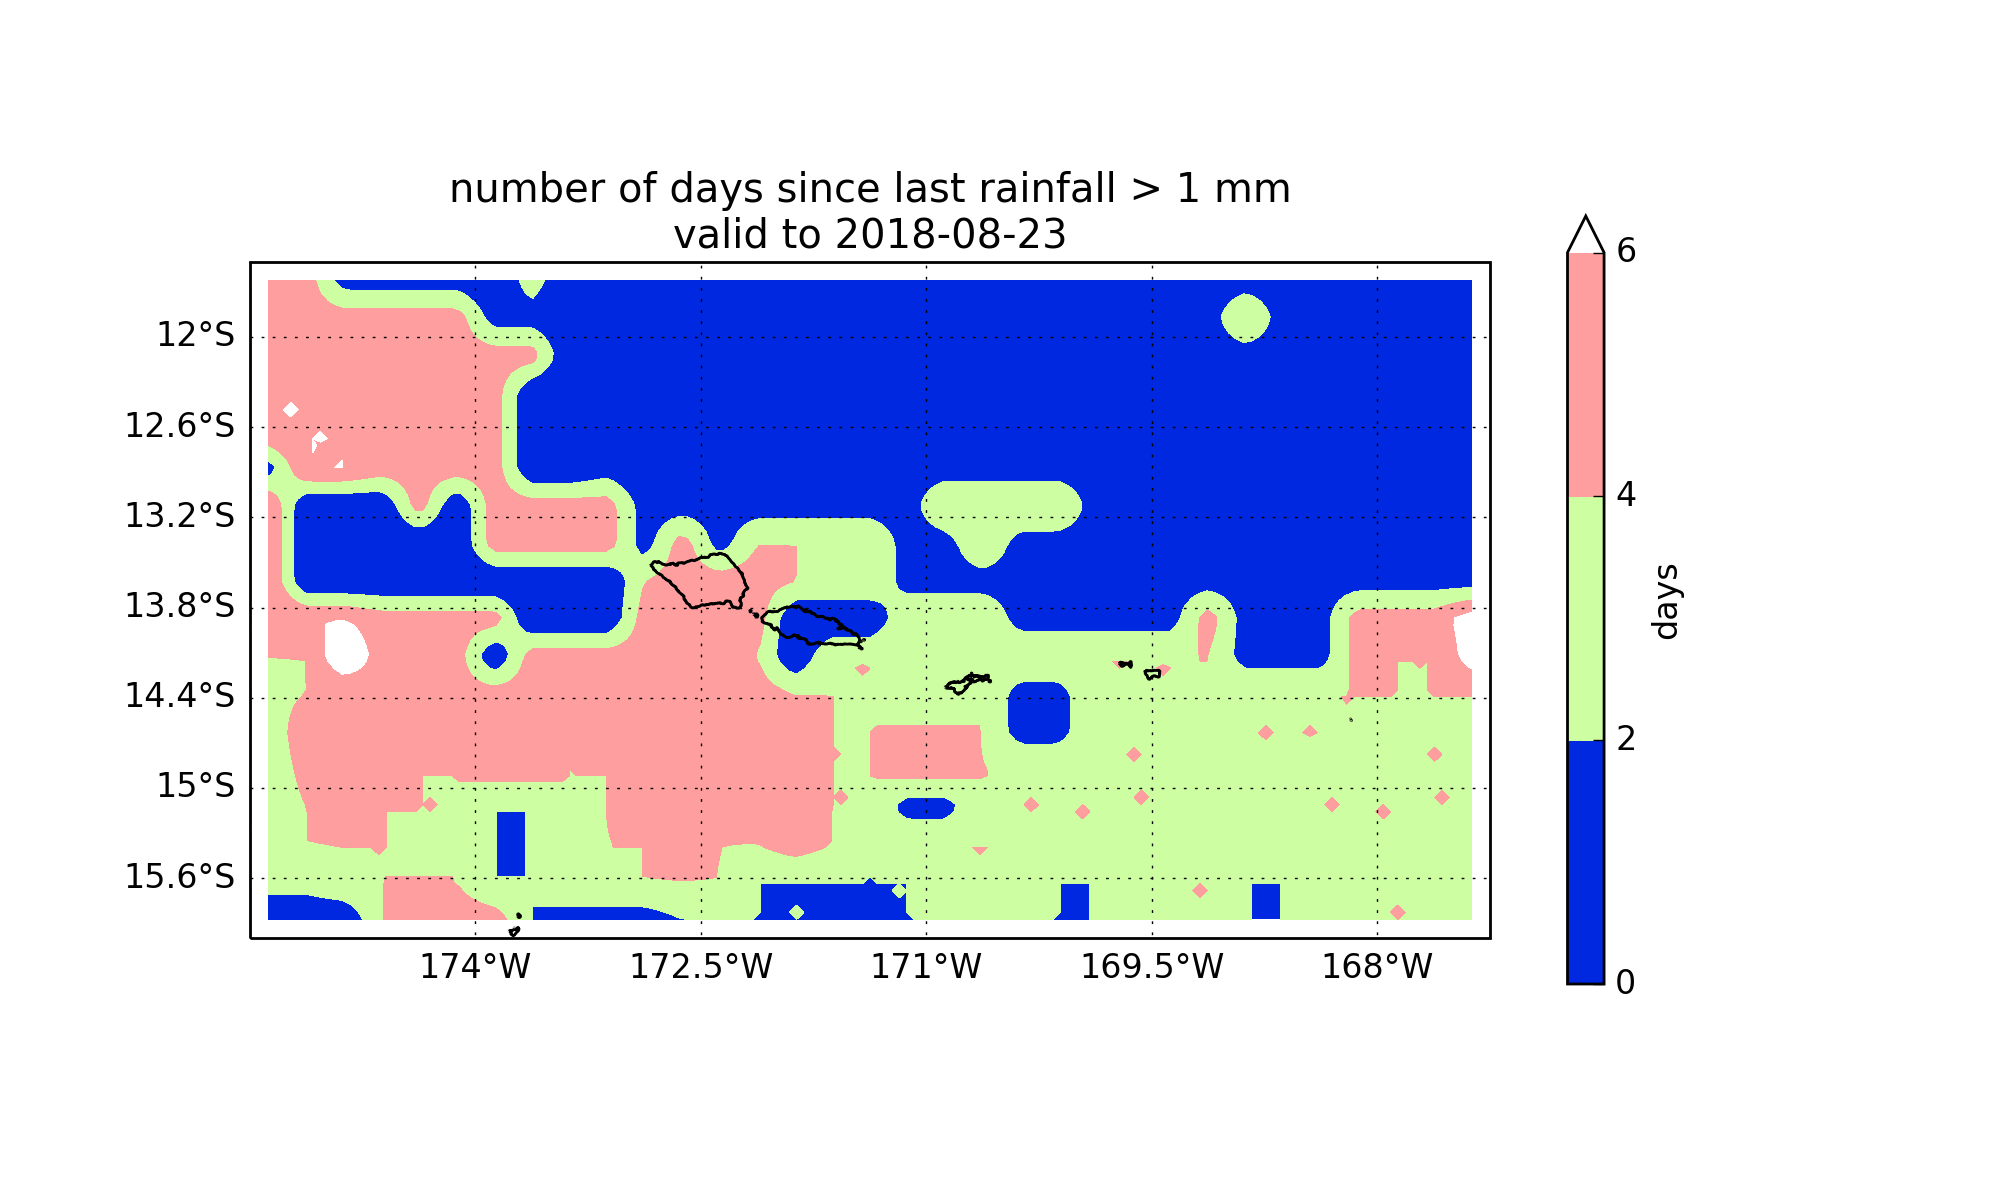 number of days since last rainfall > 1 mm
valid to 2018-08-23
12°S
12.6°S
13.2°S
13.8°S
14.4°S
15°S
15.6°S
174°W
172.5°W
171°W
169.5°W
168°W
6
4
2
0
days